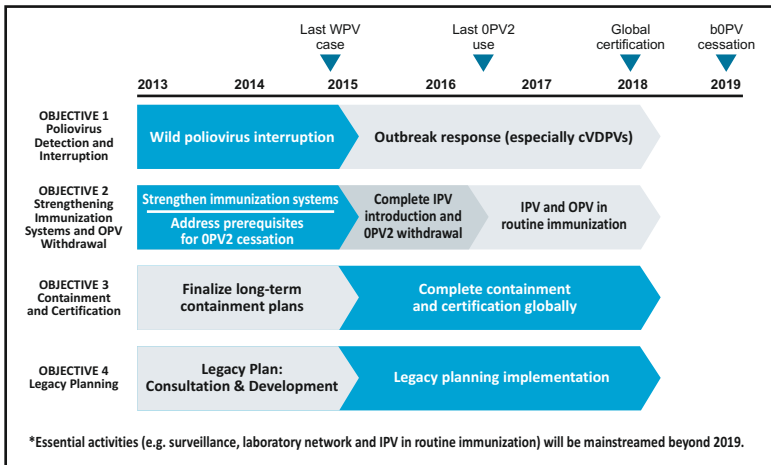 Last WPV
case
Last 0PV2
use
Global
certification
b0PV
cessation
2013 2014 2015 2016 2017 2018 2019
OBJECTIVE 1
Poliovirus
Detection and
Interruption
Wild poliovirus interruption
Outbreak response (especially cVDPVs)
OBJECTIVE 2
Strengthening
Immunization
Systems and OPV
Withdrawal
Strengthen immunization systems
Address prerequisites
for 0PV2 cessation
Complete IPV
introduction and
0PV2 withdrawal
IPV and OPV in
routine immunization
OBJECTIVE 3
Containment
and Certification
Finalize long-term
containment plans
Complete containment
and certification globally
OBJECTIVE 4
Legacy Planning
Legacy Plan:
Consultation & Development
Legacy planning implementation
*Essential activities (e.g. surveillance, laboratory network and IPV in routine immunization) will be mainstreamed beyond 2019.